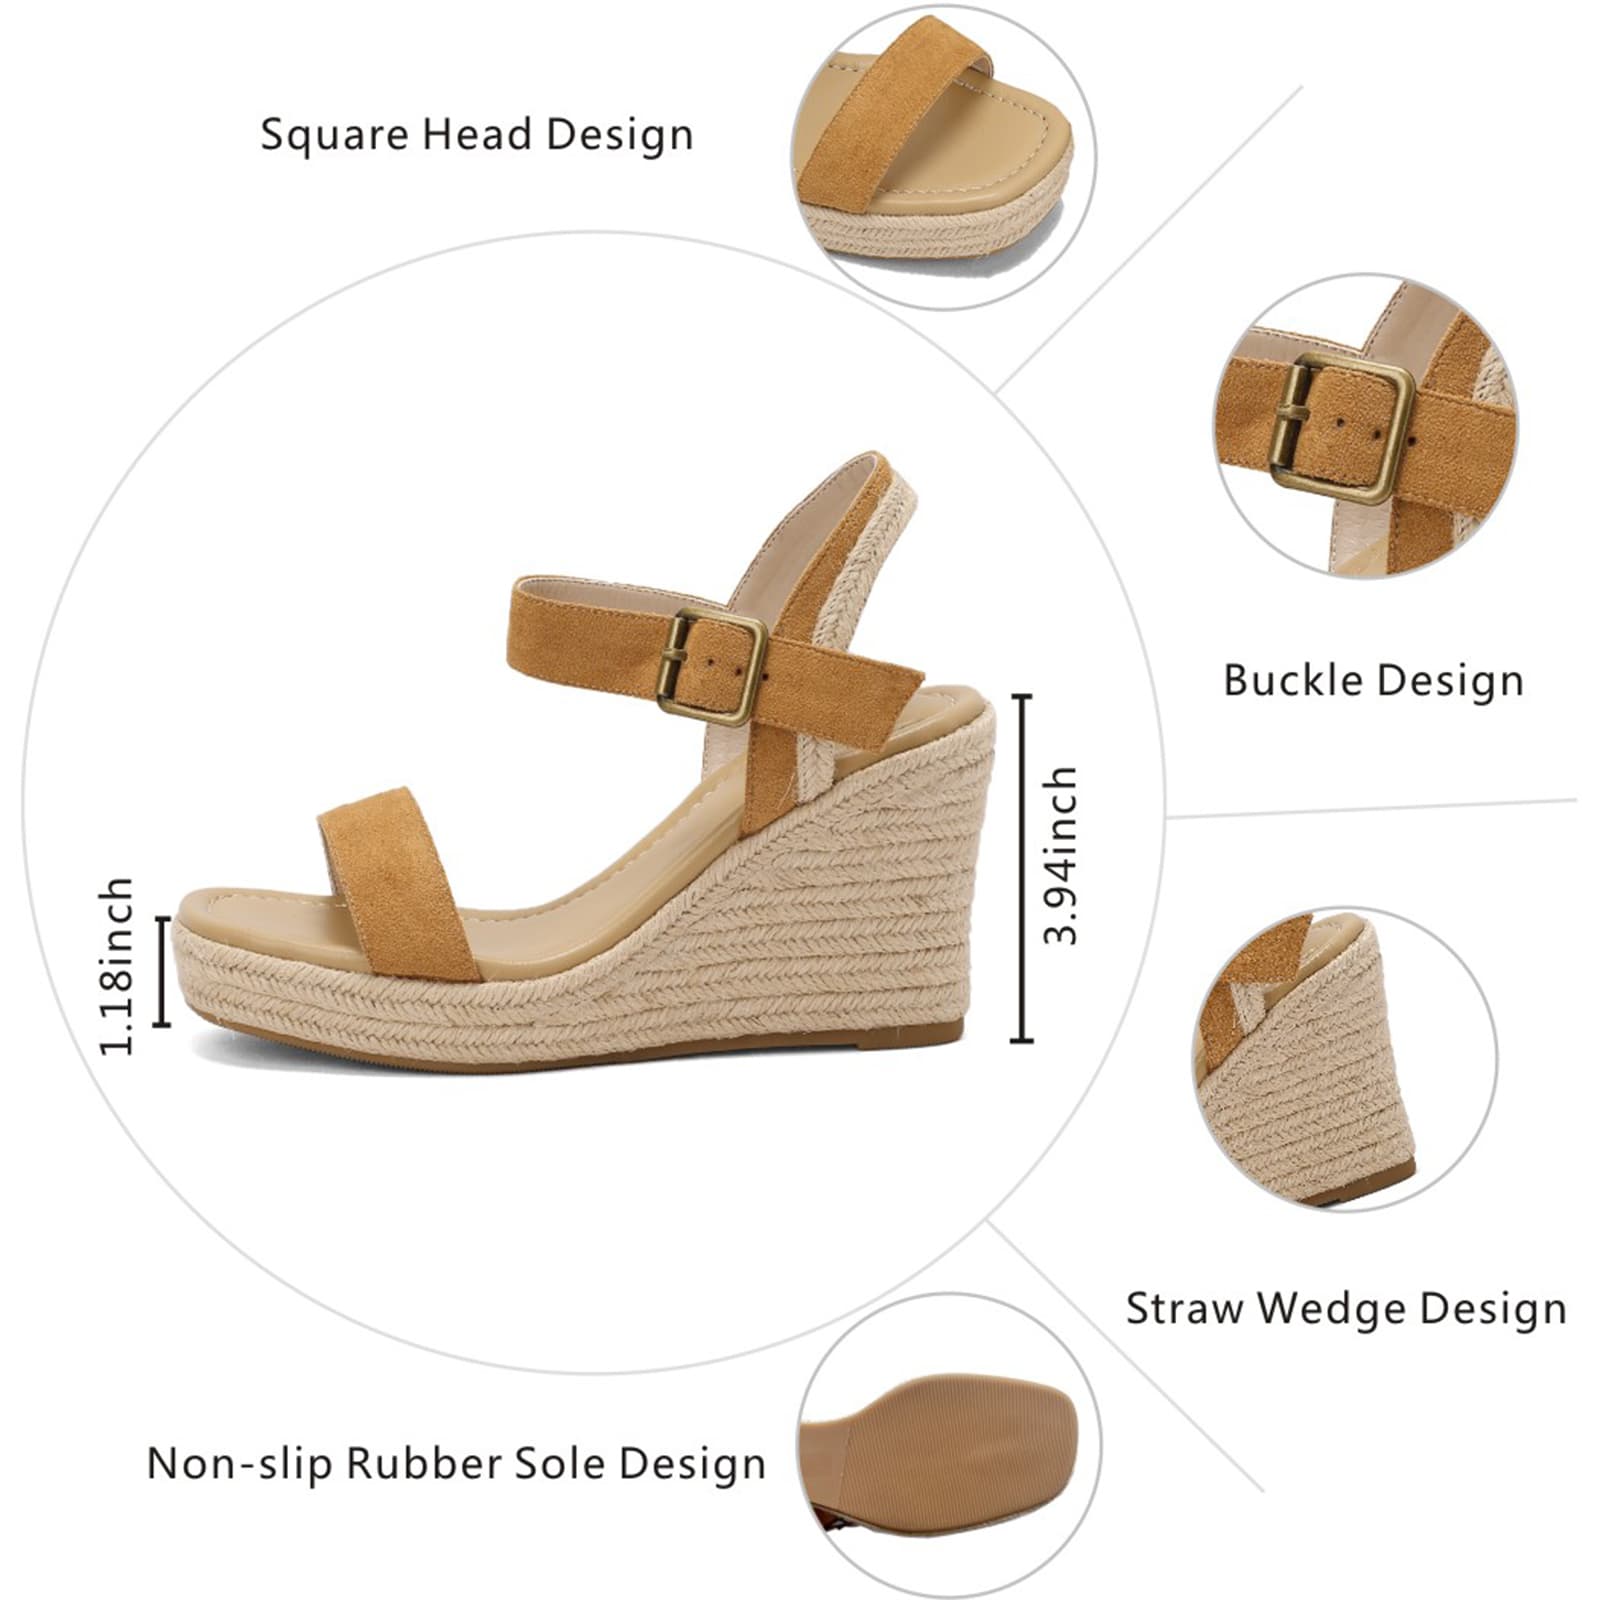 Square Head Design
Buckle Design
3.94inch
1.18inch
Straw Wedge Design
Non-slip Rubber Sole Design